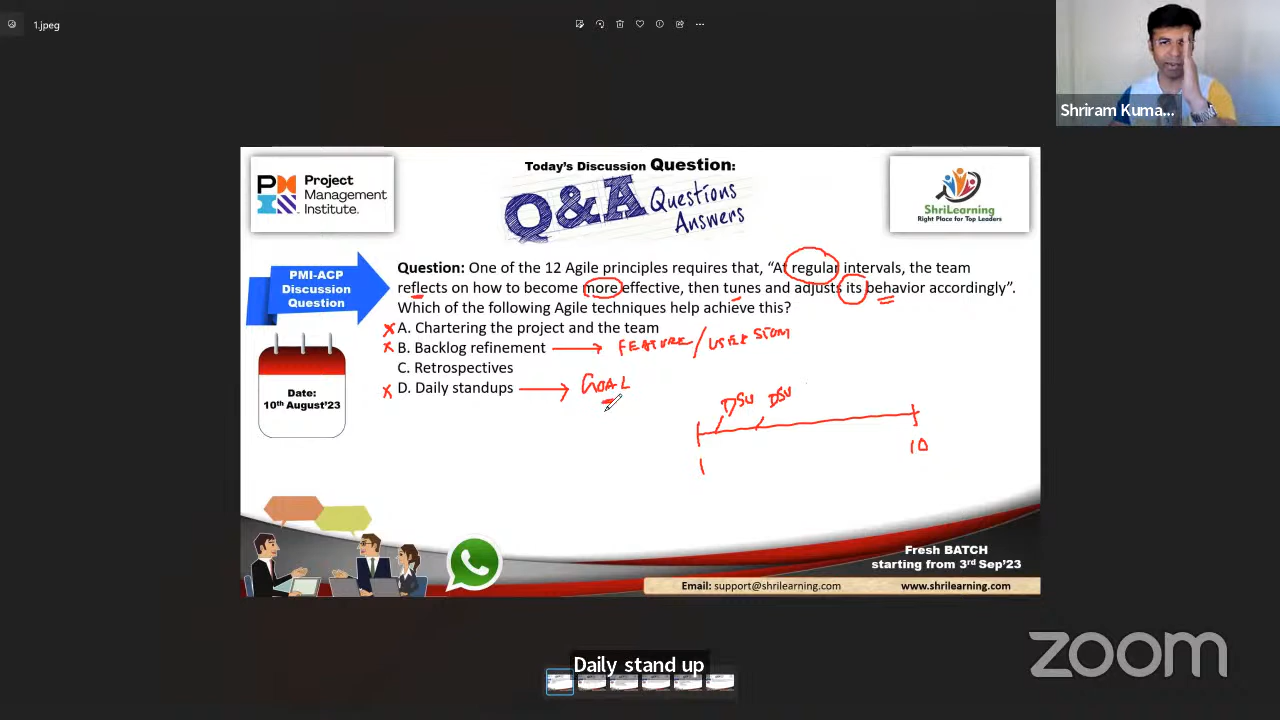 1.jpeg
Shriram Kuma...
Today's Discussion Question:
Project
Management
Institute.
Q&A
Questions
Answers
ShriLearning
Right Place for Top Leaders
PMI-ACP
Discussion
Question
Question: One of the 12 Agile principles requires that, “At regular intervals, the team
reflects on how to become more effective, then tunes and adjusts its behavior accordingly”.
Which of the following Agile techniques help achieve this?
A. Chartering the project and the team
B. Backlog refinement
FEATURE/
C. Retrospectives
D. Daily standups
GOAL
DSU DSU
1
10
Date:
10th August'23
Fresh BATCH
starting from 3rd Sep'23
Email: support@shrilearning.com
www.shrilearning.com
zoom
Daily stand up